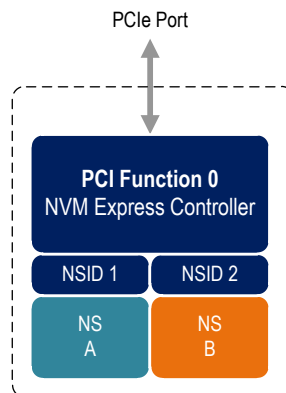 PCIe Port
PCI Function 0
NVM Express Controller
NSID 1
NSID 2
NS
A
NS
B